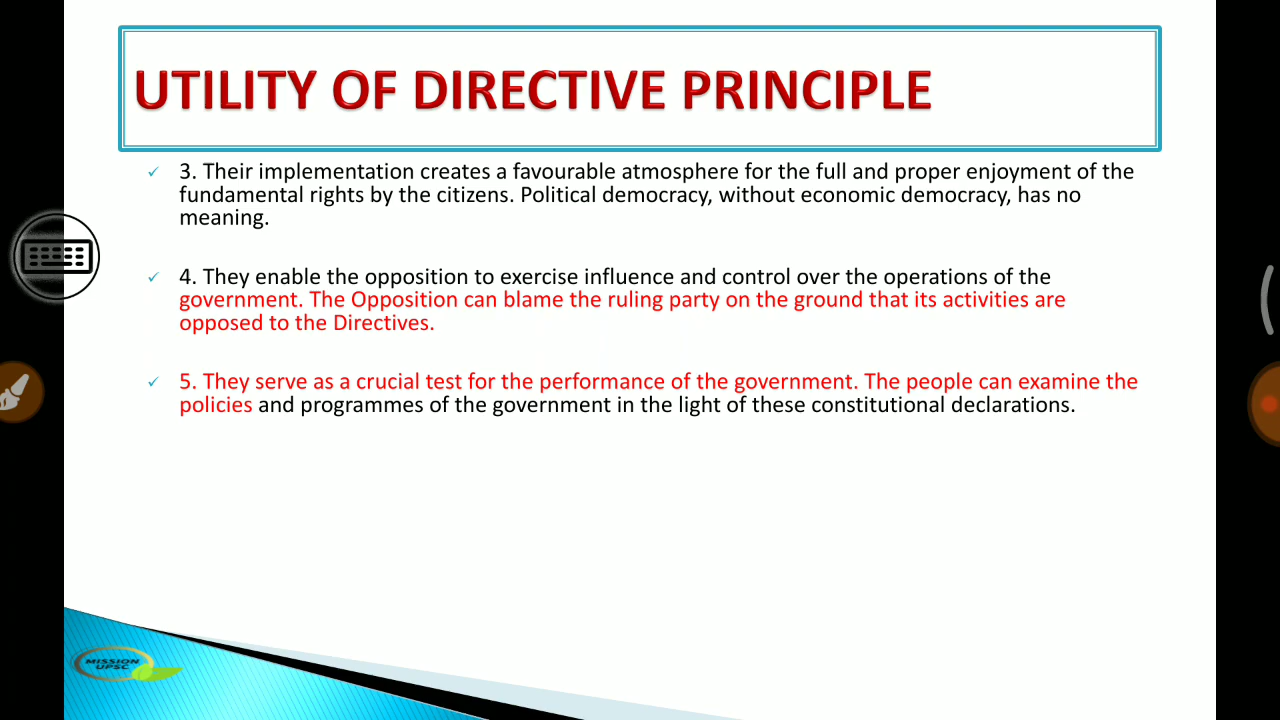 UTILITY OF DIRECTIVE PRINCIPLE
3. Their implementation creates a favourable atmosphere for the full and proper enjoyment of the
fundamental rights by the citizens. Political democracy, without economic democracy, has no
meaning.
4. They enable the opposition to exercise influence and control over the operations of the
government. The Opposition can blame the ruling party on the ground that its activities are
opposed to the Directives.
5. They serve as a crucial test for the performance of the government. The people can examine the
policies and programmes of the government in the light of these constitutional declarations.
MISSION
UPSC